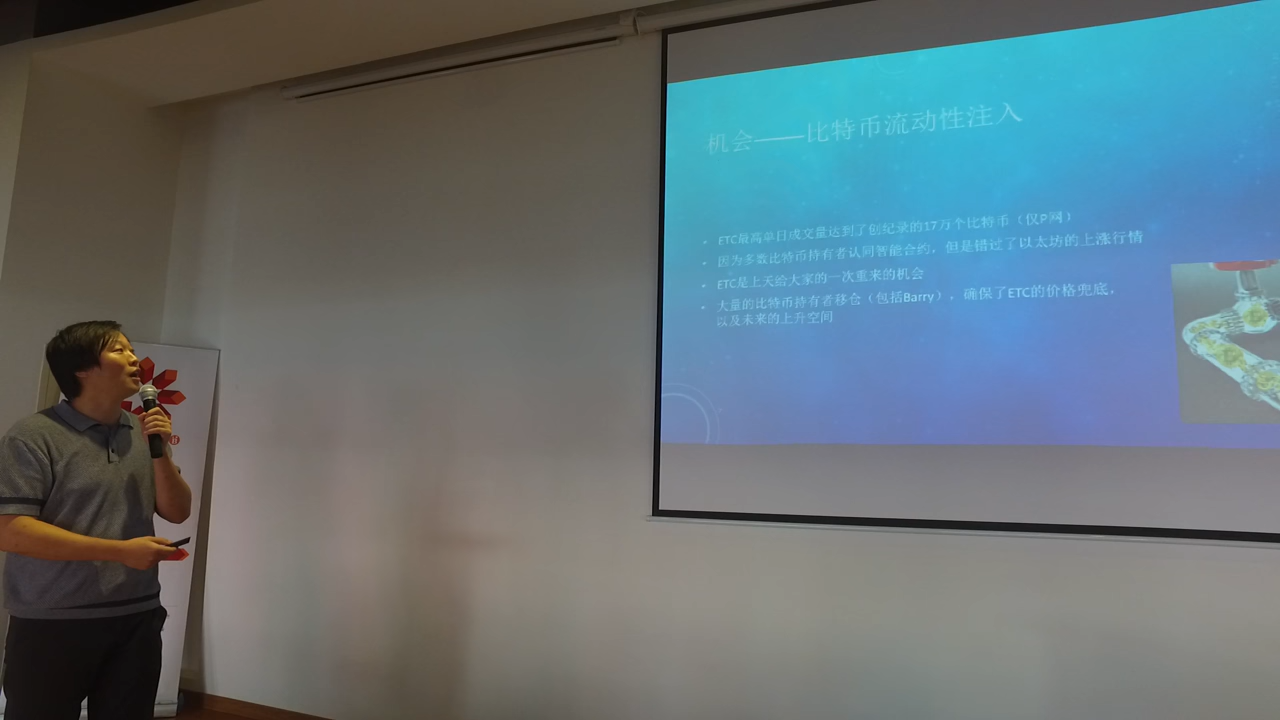 机会——比特币流动性注入
ETC最高单日成交量达到了创纪录的17万个比特币（仅P网）
因为多数比特币持有者认同智能合约，但是错过了以太坊的上涨行情
ETC是上天给大家的一次重来的机会
大量的比特币持有者移仓（包括Barry），确保了ETC的价格兜底，
以及未来的上升空间